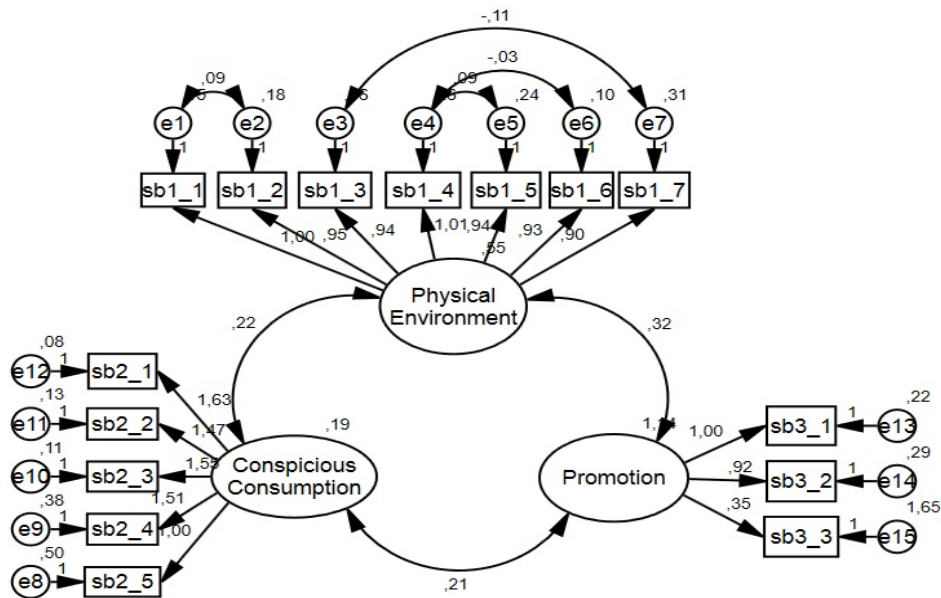 -,11
-,03
,09
,09
,18
,24
,10
,31
e1
e2
e3
e4
e5
e6
e7
1
1
1
1
1
1
1
sb1_1
sb1_2
sb1_3
sb1_4
sb1_5
sb1_6
sb1_7
1,00
,95
,94
1,01
,94
,93
,90
,55
Physical
Environment
,22
,32
,08
e12
1
sb2_1
,13
e11
1
sb2_2
,11
e10
1
sb2_3
,38
e9
1
sb2_4
,50
e8
1
sb2_5
1,63
1,47
1,55
1,51
1,00
,19
Conspicious
Consumption
Promotion
1,00
,92
,35
sb3_1
1
e13
,22
sb3_2
1
e14
,29
sb3_3
1
e15
1,65
,21